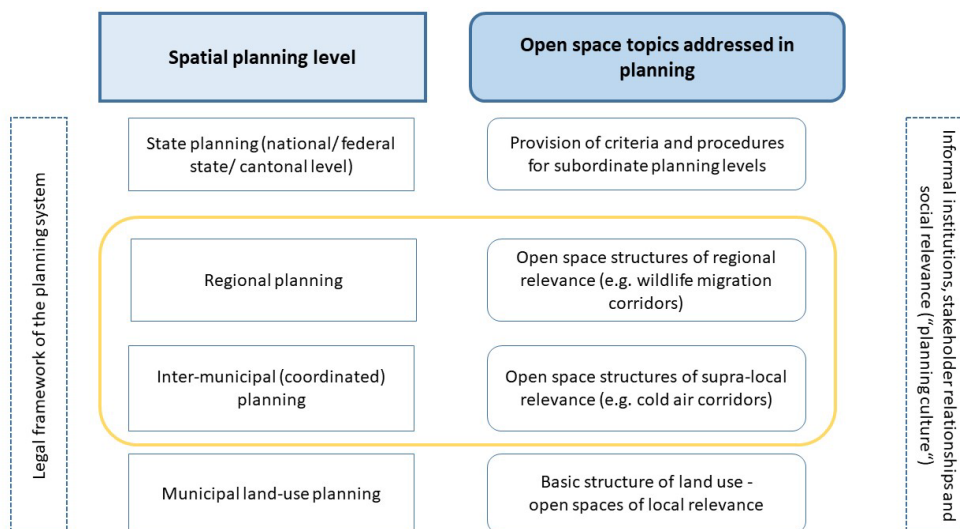 Spatial planning level
Open space topics addressed in
planning
Legal framework of the planning system
State planning (national/ federal
state/ cantonal level)
Provision of criteria and procedures
for subordinate planning levels
Regional planning
Open space structures of regional
relevance (e.g. wildlife migration
corridors)
Inter-municipal (coordinated)
planning
Open space structures of supra-local
relevance (e.g. cold air corridors)
Municipal land-use planning
Basic structure of land use -
open spaces of local relevance
Informal institutions, stakeholder relationships and
social relevance (“planning culture“)